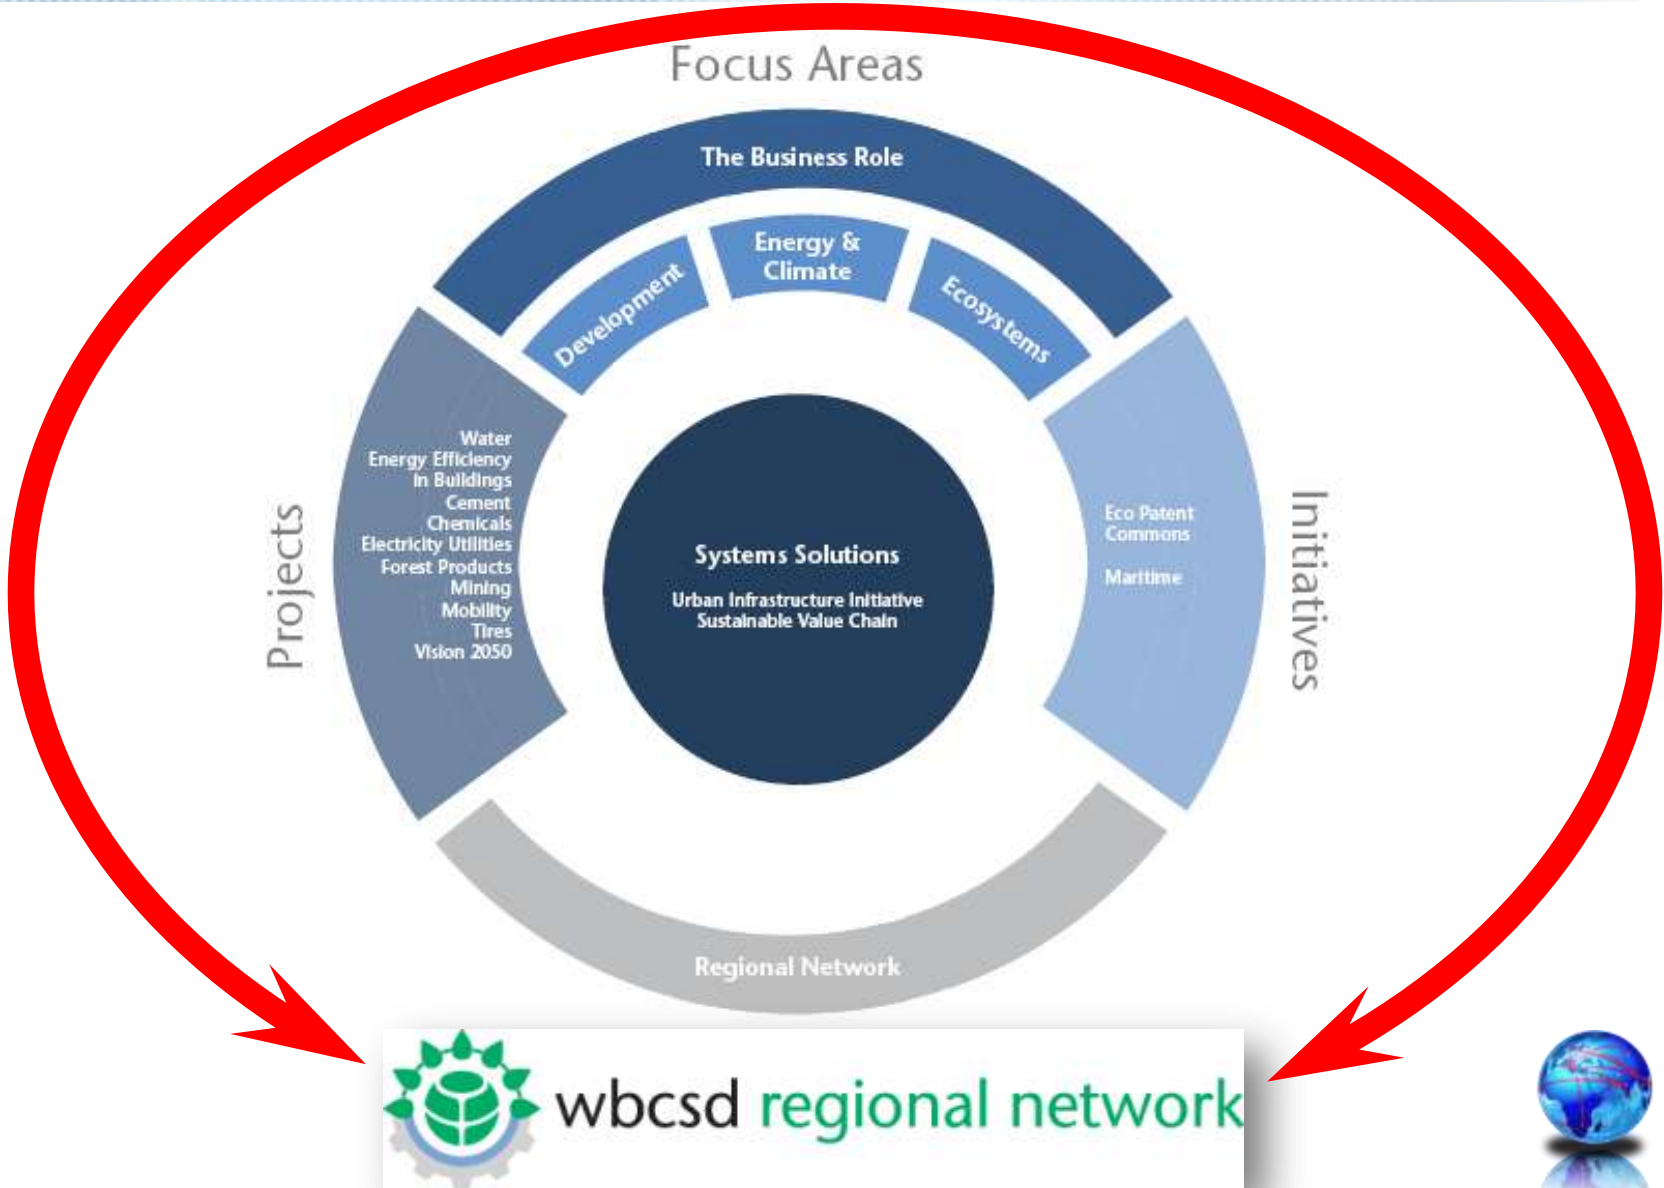 Focus Areas
The Business Role
Development
Energy &
Climate
Ecosystems
Projects
Water
Energy Efficiency
in Buildings
Cement
Chemicals
Electricity Utilities
Forest Products
Mining
Mobility
Tires
Vision 2050
Systems Solutions
Urban Infrastructure Initiative
Sustainable Value Chain
Eco Patent
Commons
Maritime
Initiatives
Regional Network
wbcsd regional network